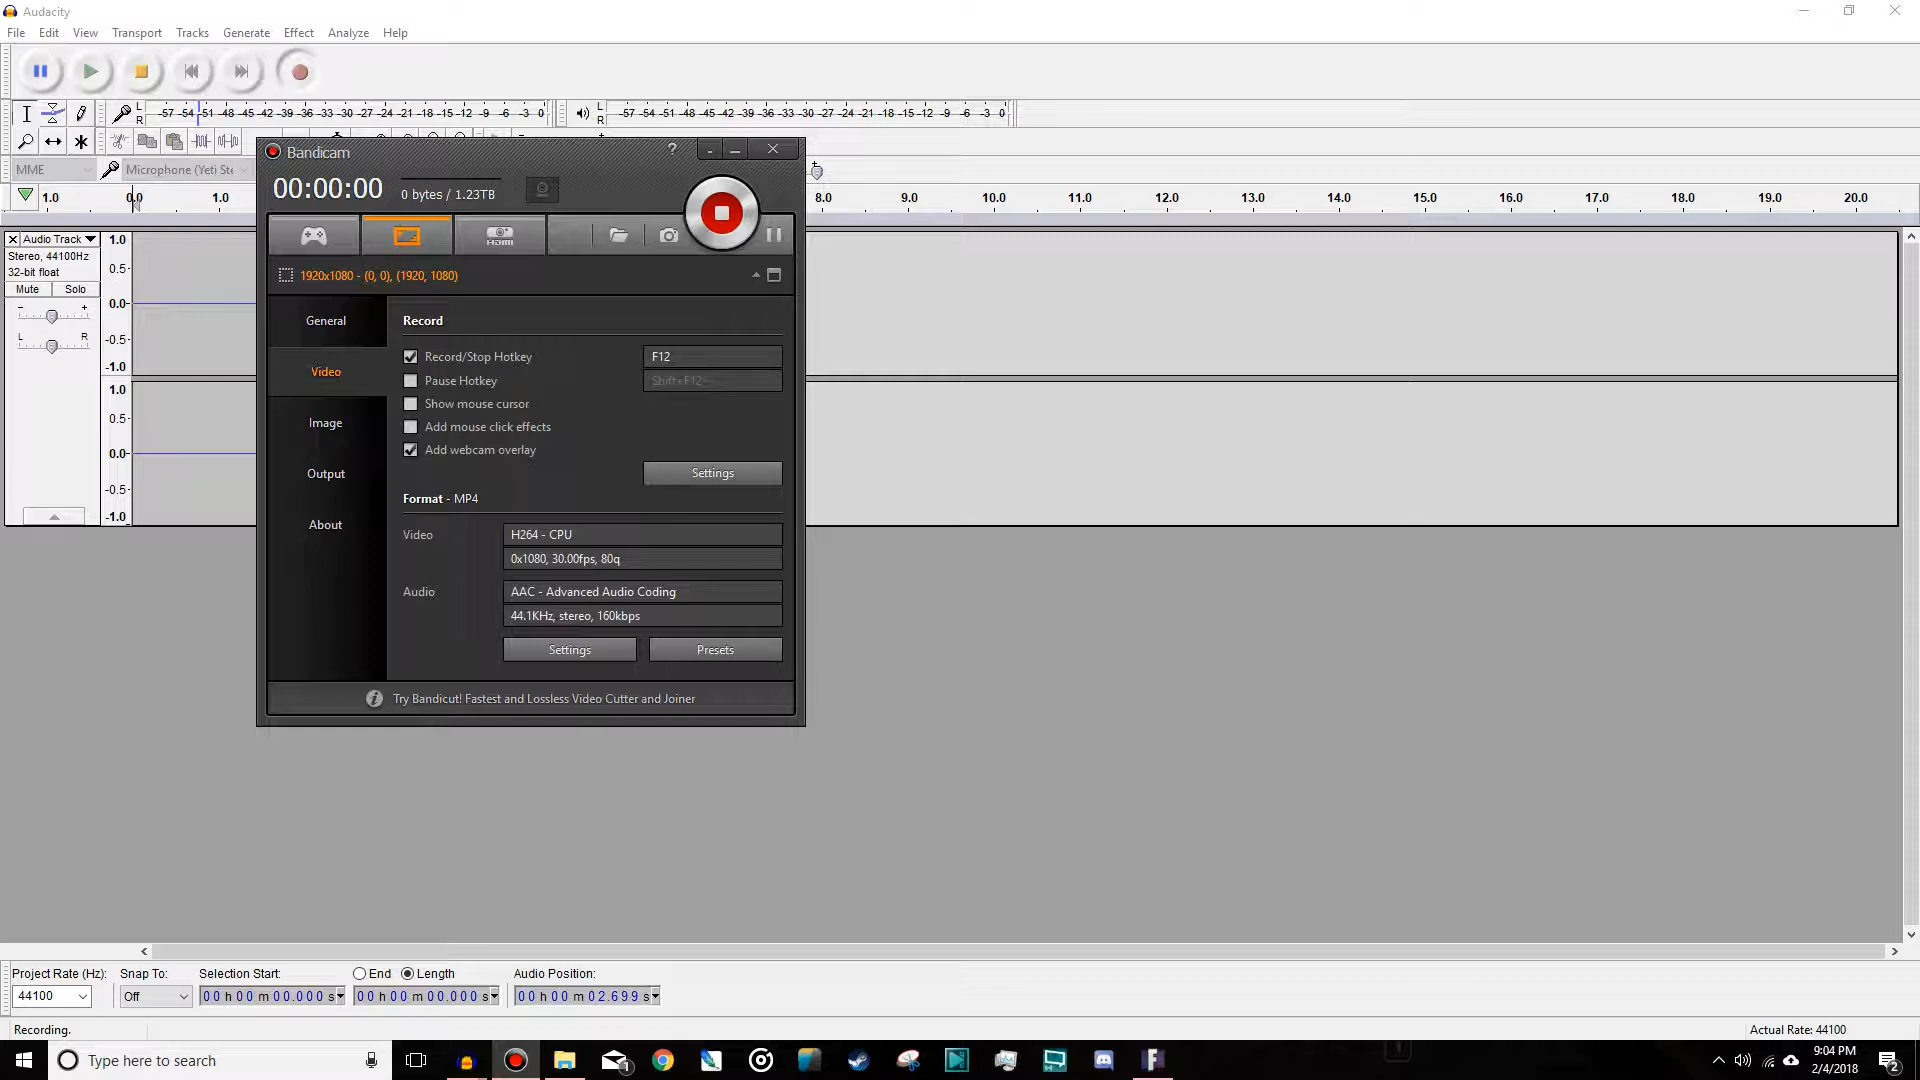 Audacity
File Edit View Transport Tracks Generate Effect Analyze Help
L
R
-57 -54 -51 -48 -45 -42 -39 -36 -33 -30 -27 -24 -21 -18 -15 -12 -9 -6 -3 0
L
R
-57 -54 -51 -48 -45 -42 -39 -36 -33 -30 -27 -24 -21 -18 -15 -12 -9 -6 -3 0
MME
Microphone (Yeti Ste
1.0 0.0 1.0 8.0 9.0 10.0 11.0 12.0 13.0 14.0 15.0 16.0 17.0 18.0 19.0 20.0
Audio Track
Stereo, 44100Hz
32-bit float
Mute Solo
- +
L R
1.0
0.5-
0.0-
-0.5-
-1.0
1.0
0.5-
0.0-
-0.5-
-1.0
Bandicam
?
00:00:00
0 bytes / 1.23TB
HDMI
1920x1080 - (0, 0), (1920, 1080)
General
Video
Image
Output
About
Record
Record/Stop Hotkey F12
Pause Hotkey Shift+F12
Show mouse cursor
Add mouse click effects
Add webcam overlay
Settings
Format - MP4
Video H264 - CPU
0x1080, 30.00fps, 80q
Audio AAC - Advanced Audio Coding
44.1KHz, stereo, 160kbps
Settings Presets
Try Bandicut! Fastest and Lossless Video Cutter and Joiner
Project Rate (Hz): Snap To: Selection Start: End Length Audio Position:
44100 Off 00 h 00 m 00.000 s 00 h 00 m 00.000 s 00 h 00 m 02.699 s
Recording.
Actual Rate: 44100
Type here to search
1
9:04 PM
2/4/2018
2